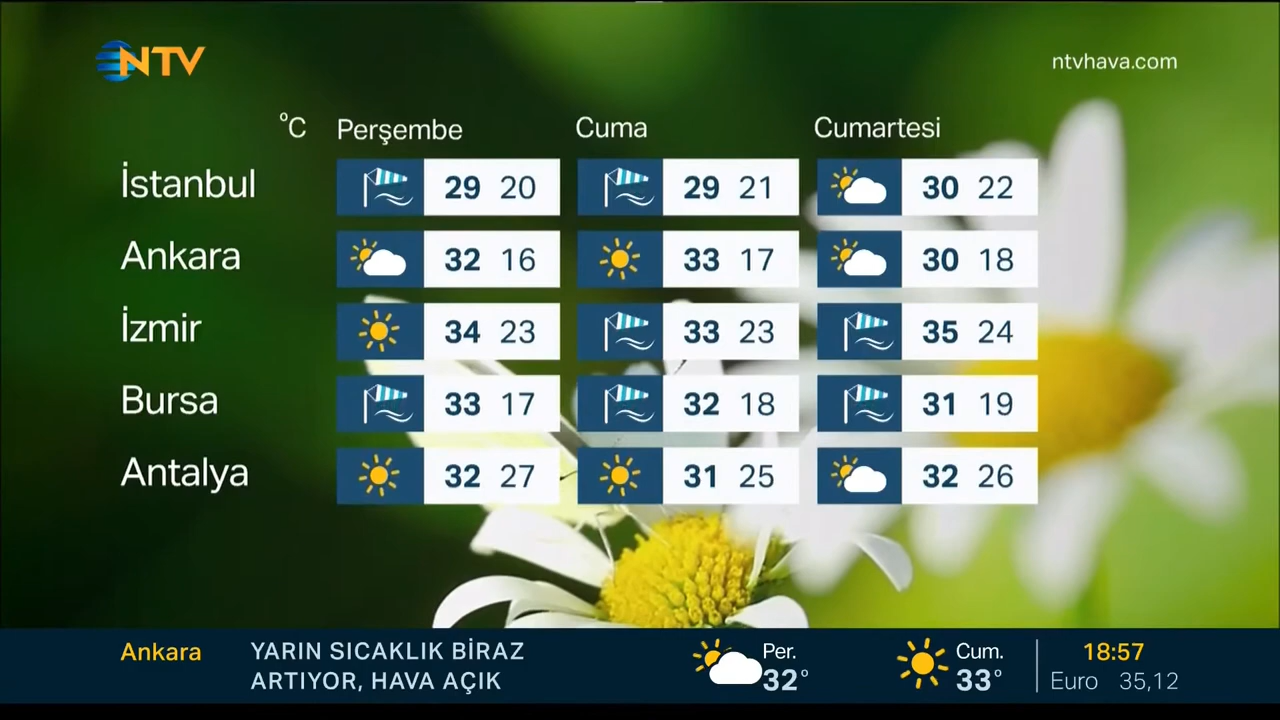 NTV
ntvhava.com
°C Perşembe Cuma Cumartesi
İstanbul 29 20 29 21 30 22
Ankara 32 16 33 17 30 18
İzmir 34 23 33 23 35 24
Bursa 33 17 32 18 31 19
Antalya 32 27 31 25 32 26
Ankara
YARIN SICAKLIK BİRAZ
ARTIYOR, HAVA AÇIK
Per.
32°
Cum.
33°
18:57
Euro 35,12